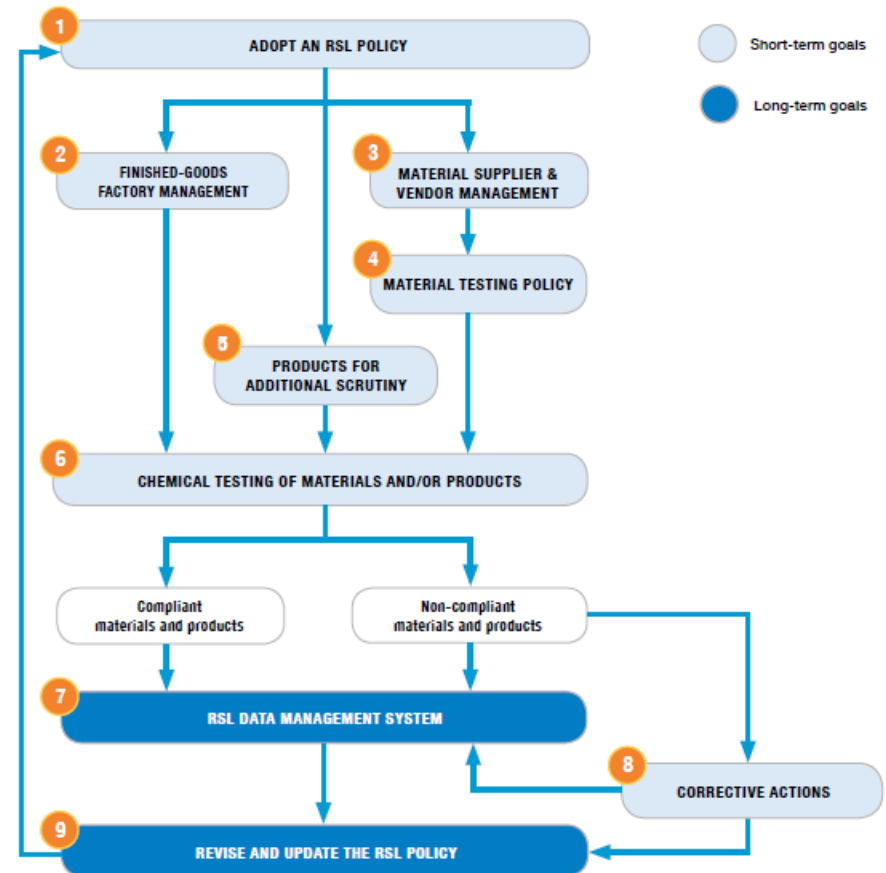 1
ADOPT AN RSL POLICY
Short-term goals
Long-term goals
2
FINISHED-GOODS
FACTORY MANAGEMENT
3
MATERIAL SUPPLIER &
VENDOR MANAGEMENT
4
MATERIAL TESTING POLICY
5
PRODUCTS FOR
ADDITIONAL SCRUTINY
6
CHEMICAL TESTING OF MATERIALS AND/OR PRODUCTS
Compliant
materials and products
Non-compliant
materials and products
7
RSL DATA MANAGEMENT SYSTEM
8
CORRECTIVE ACTIONS
9
REVISE AND UPDATE THE RSL POLICY